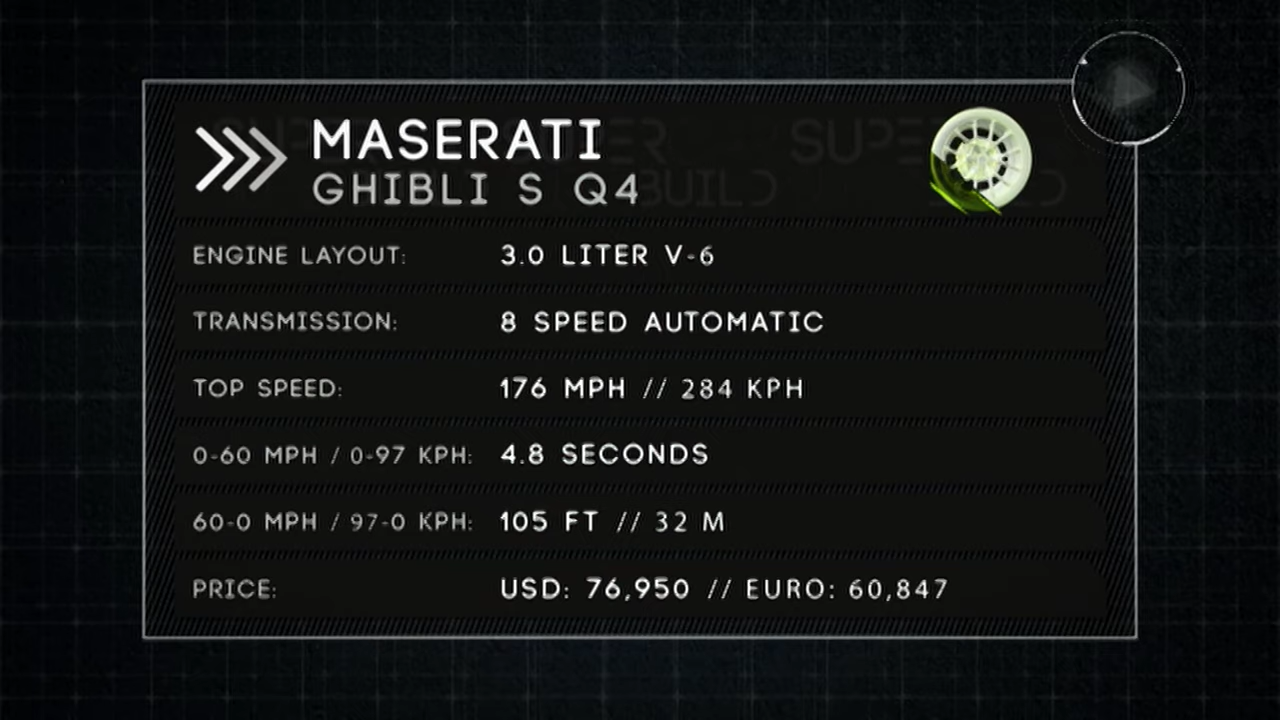 MASERATI
GHIBLI S Q4
ENGINE LAYOUT: 3.0 LITER V-6
TRANSMISSION: 8 SPEED AUTOMATIC
TOP SPEED: 176 MPH // 284 KPH
0-60 MPH / 0-97 KPH: 4.8 SECONDS
60-0 MPH / 97-0 KPH: 105 FT // 32 M
PRICE: USD: 76,950 // EURO: 60,847